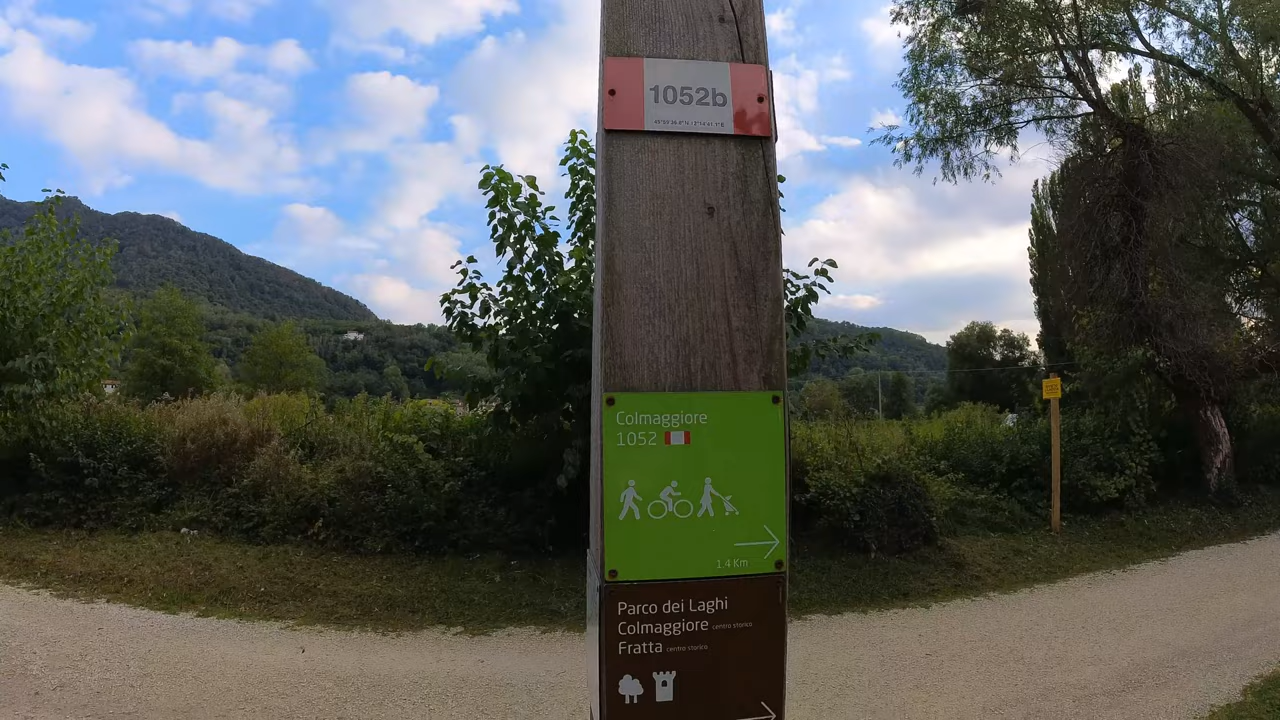 1052b
Colmaggiore
1052
1.4 Km
Parco dei Laghi
Colmaggiore centro storico
Fratta centro storico